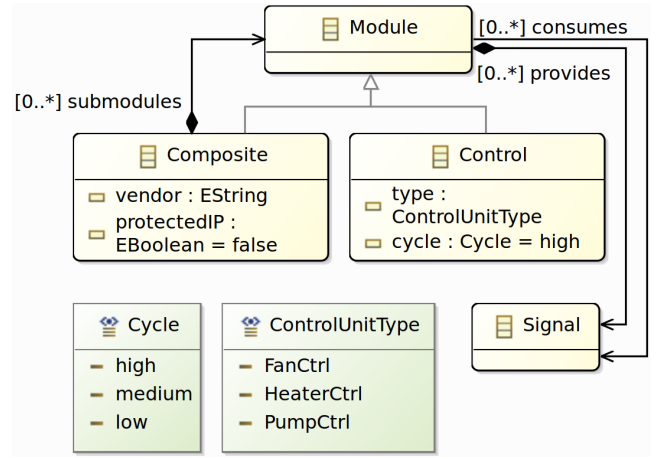 Module
[0..*] consumes
[0..*] provides
[0..*] submodules
Composite
vendor : EString
protectedIP :
EBoolean = false
Control
type :
ControlUnitType
cycle : Cycle = high
Cycle
high
medium
low
ControlUnitType
FanCtrl
HeaterCtrl
PumpCtrl
Signal